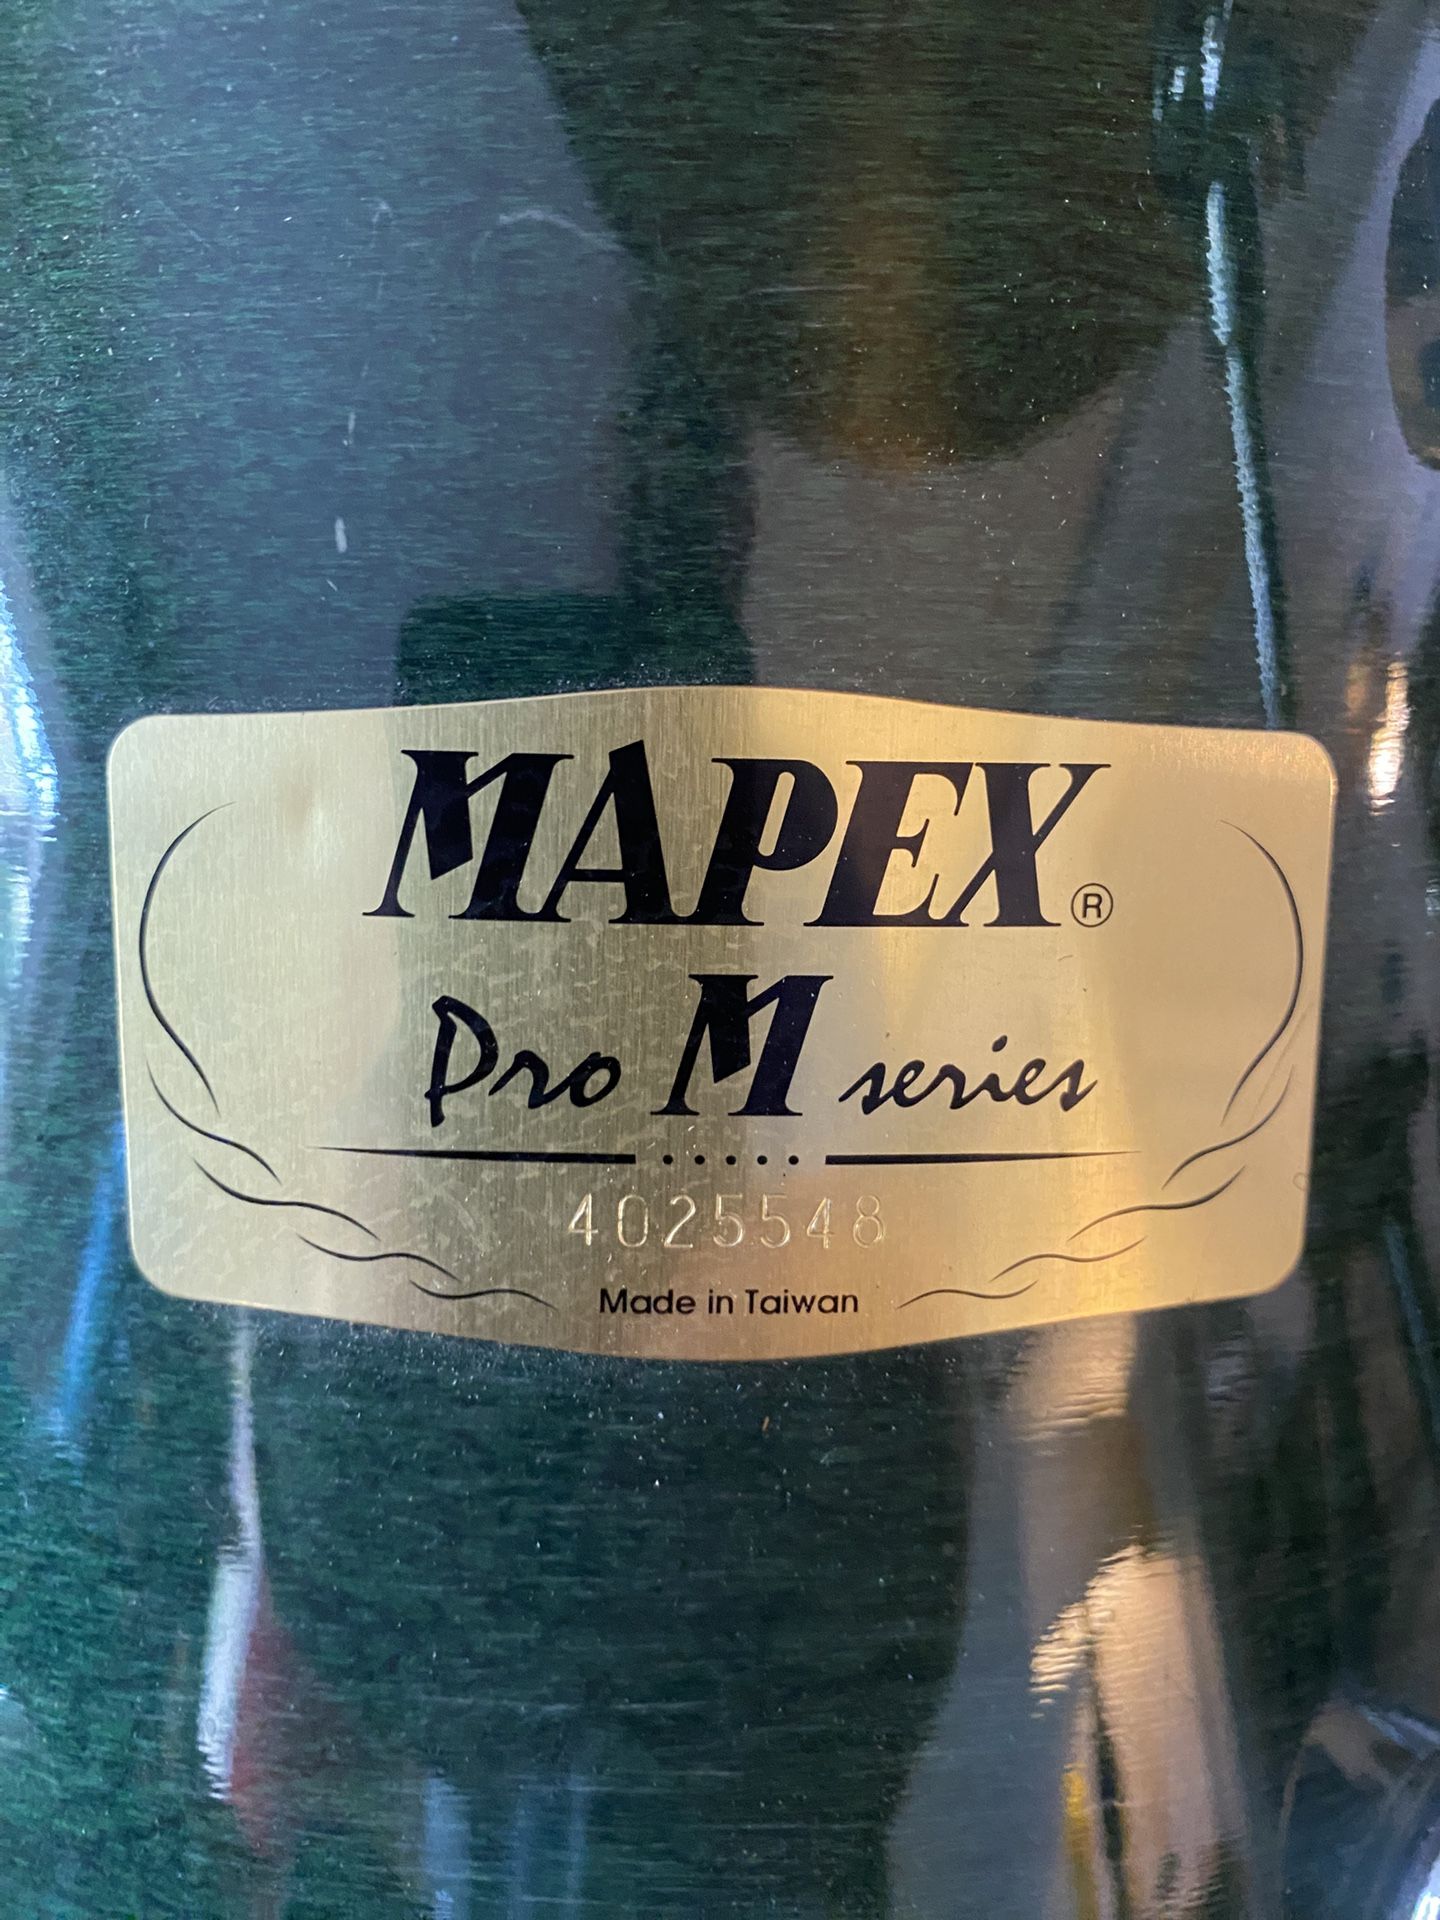 MAPEX®
Pro M series
4025548
Made in Taiwan